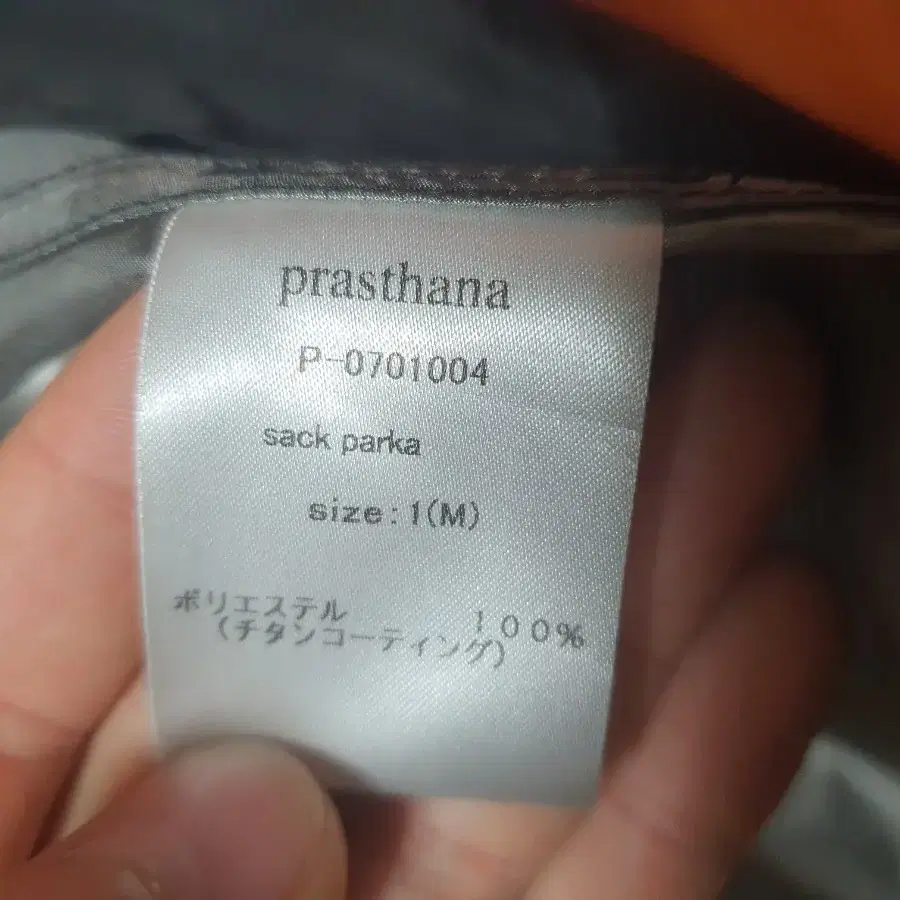 prasthana
P-0701004
sack parka
size:1(M)
ポリエステル 100%
(チタンコーティング)